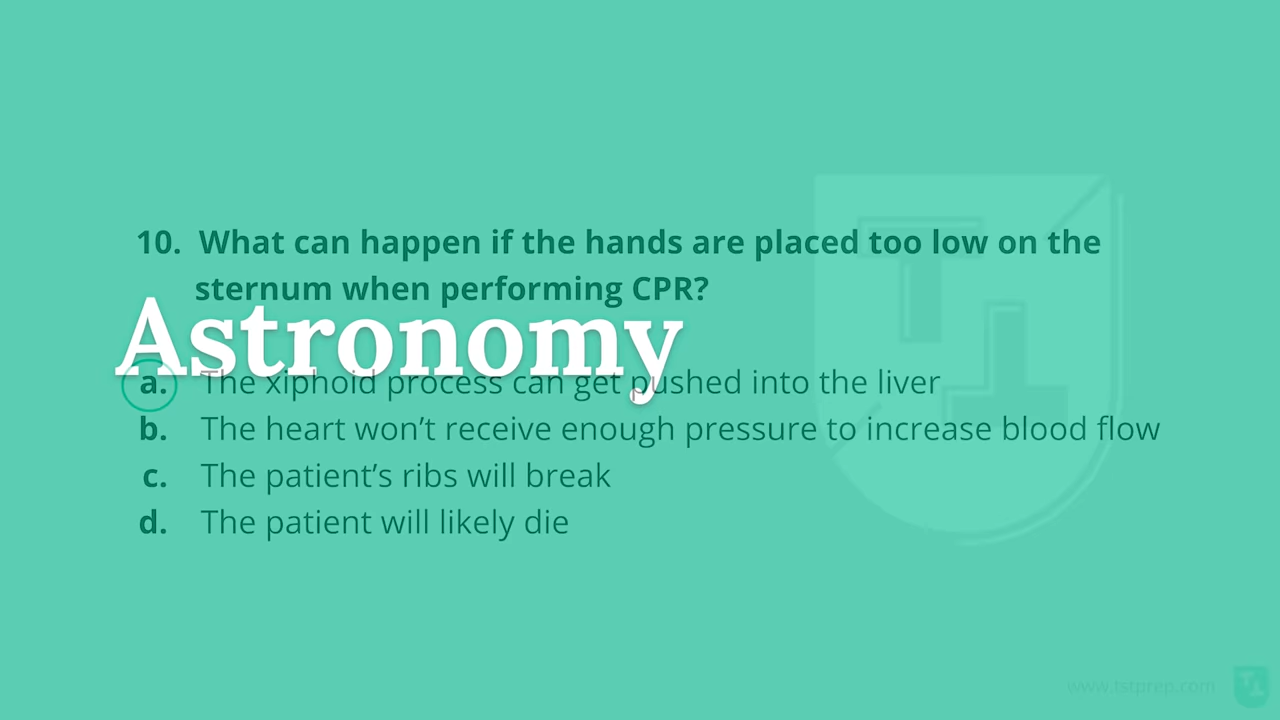 10. What can happen if the hands are placed too low on the
sternum when performing CPR?
Astronomy
a. The xiphoid process can get pushed into the liver
b. The heart won’t receive enough pressure to increase blood flow
c. The patient’s ribs will break
d. The patient will likely die
www.tstprep.com